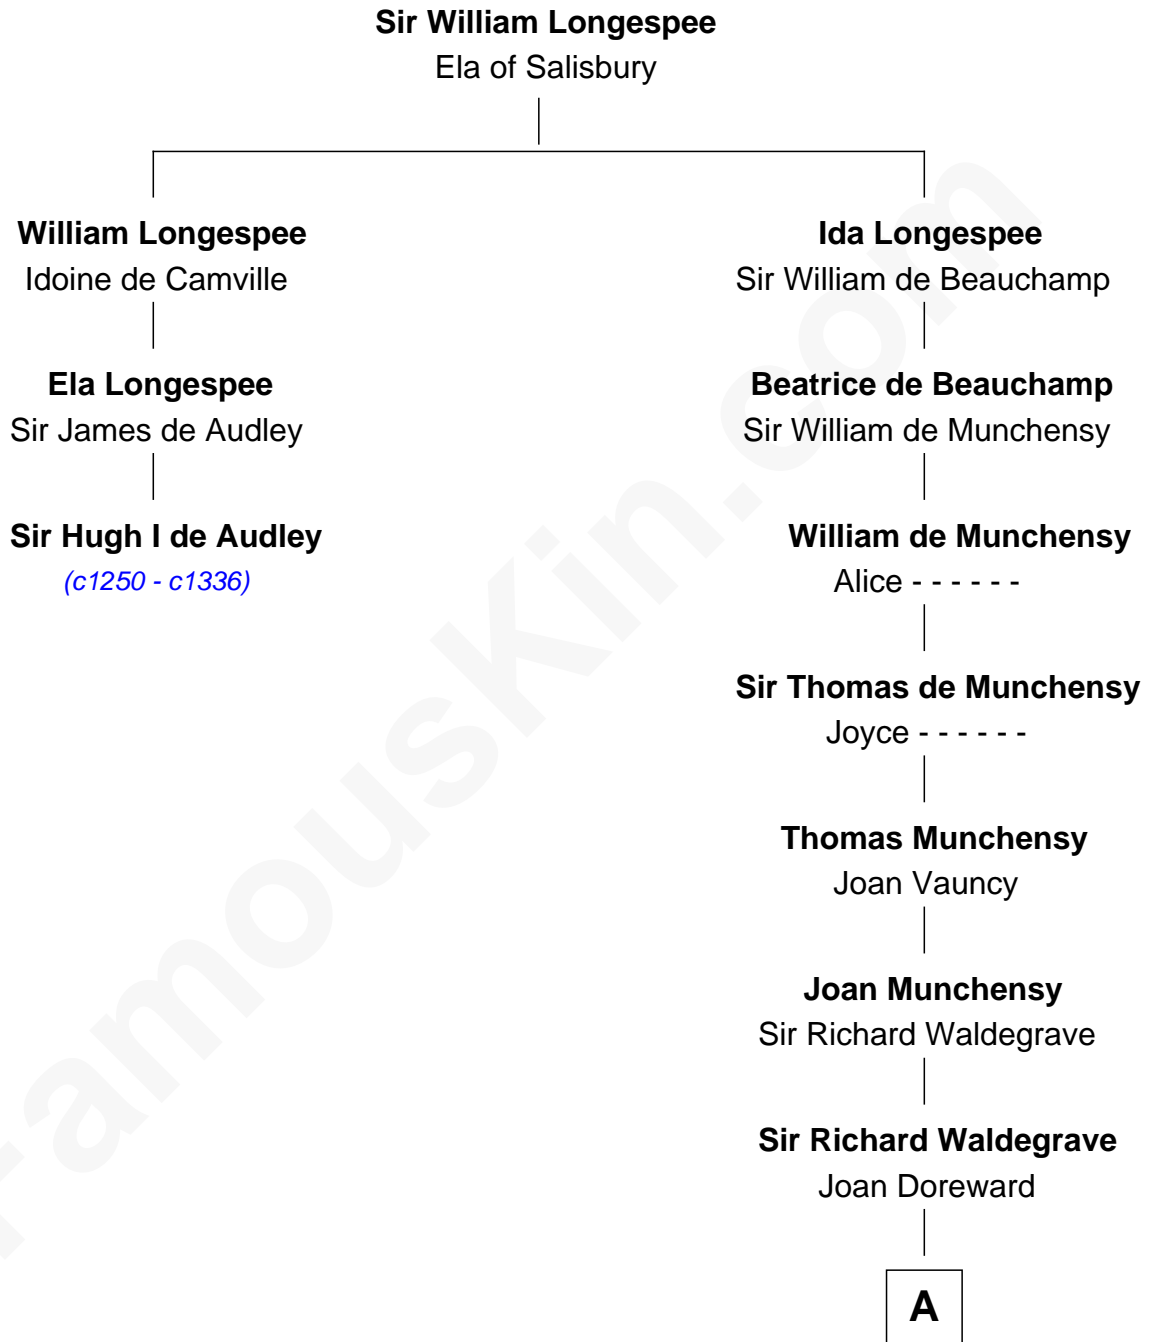 Sir William Longespee
Ela of Salisbury
William Longespee
Idoine de Camville
Ela Longespee
Sir James de Audley
Sir Hugh I de Audley
(c1250 - c1336)
Ida Longespee
Sir William de Beauchamp
Beatrice de Beauchamp
Sir William de Munchensy
William de Munchensy
Alice - - - - - -
Sir Thomas de Munchensy
Joyce - - - - - -
Thomas Munchensy
Joan Vauncy
Joan Munchensy
Sir Richard Waldegrave
Sir Richard Waldegrave
Joan Doreward
A
FamousKin.com